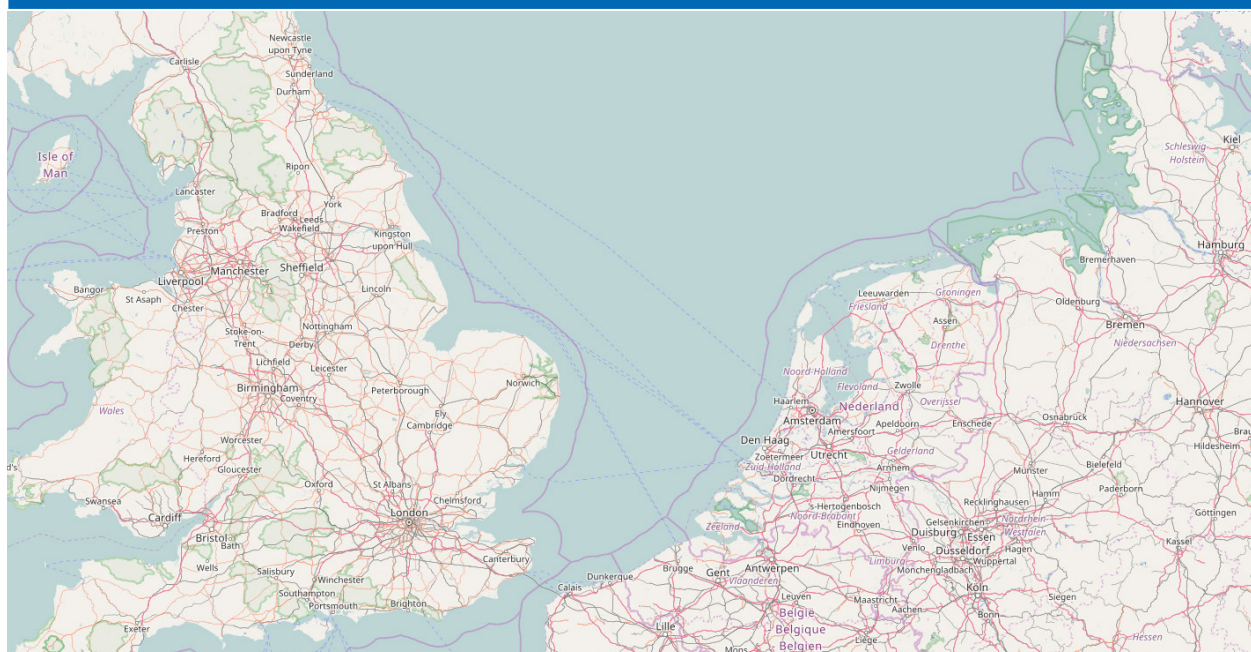 Newcastle
upon Tyne
Carlisle
Sunderland
Durham
Isle of
Man
Ripon
Lancaster
York
Bradford
Leeds
Preston
Wakefield
Kingston
upon Hull
Manchester
Sheffield
Liverpool
Bangor
St Asaph
Chester
Lincoln
Stoke-on-
Trent
Nottingham
Derby
Lichfield
Leicester
Birmingham
Peterborough
Norwich
Coventry
Wales
Ely
Cambridge
Worcester
Hereford
Gloucester
Oxford
St Albans
Chelmsford
Swansea
Cardiff
London
Bristol
Bath
Wells
Salisbury
Winchester
Canterbury
Southampton
Portsmouth
Brighton
Exeter
Calais
Dunkerque
Lille
Brugge
Gent
Vlaanderen
Antwerpen
Leuven
België
Belgique
Belgien
Mons
Liège
Maastricht
Zeeland
Den Haag
Zoetermeer
Zuid-Holland
Dordrecht
Noord-Brabant
's-Hertogenbosch
Eindhoven
Nijmegen
Arnhem
Gelderland
Utrecht
Amersfoort
Apeldoorn
Amsterdam
Haarlem
Noord-Holland
Flevoland
Nederland
Zwolle
Overijssel
Enschede
Drenthe
Assen
Groningen
Leeuwarden
Friesland
Schleswig
Holstein
Kiel
Hamburg
Bremerhaven
Oldenburg
Bremen
Niedersachsen
Hannover
Osnabrück
Hildesheim
Brau
Münster
Bielefeld
Hamm
Paderborn
Göttingen
Recklinghausen
Gelsenkirchen
Nordrhein
Westfalen
Duisburg
Essen
Hagen
Kassel
Venlo
Düsseldorf
Wuppertal
Limburg
Mönchengladbach
Köln
Siegen
Aachen
Bonn
Hessen